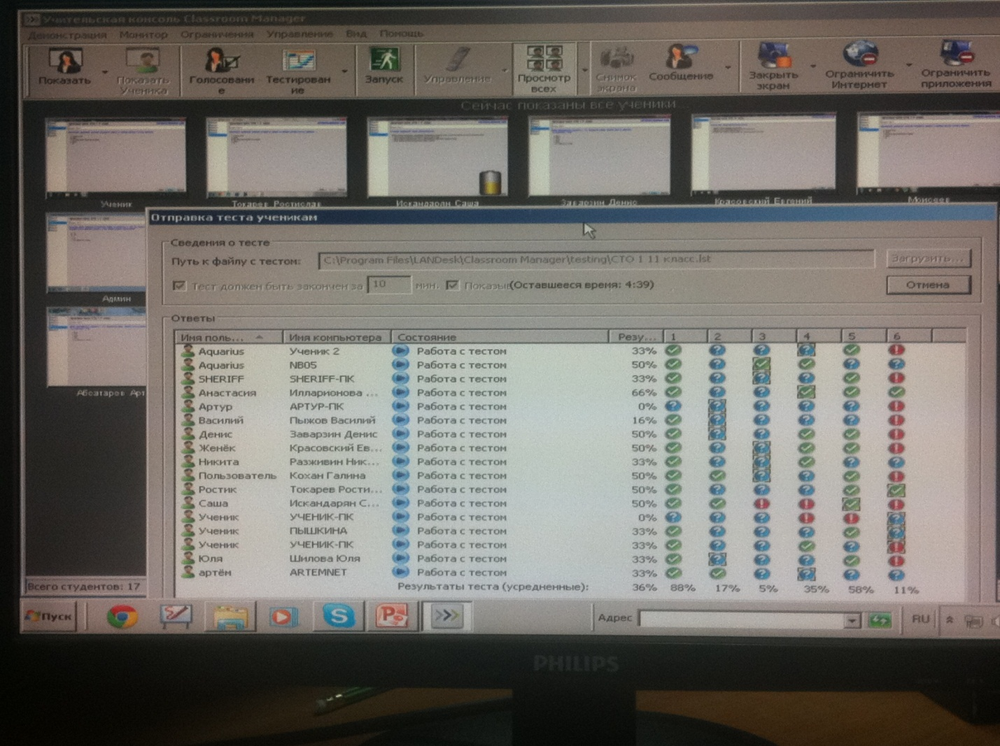 Учительская консоль Classroom Manager
Демонстрация Монитор Ограничения Управление Вид Помощь
Показать
Показать Ученика
Голосовани е
Тестирован ие
Запуск
Управление
Просмотр всех
Снимок экрана
Сообщение
Закрыть экран
Ограничить Интернет
Ограничить приложения
Сейчас показаны все ученики
Ученик Токарев Ростислав Искандарян Саша Заварзин Денис Красовский Евгений Моисеев
Админ
Арт
Отправка теста ученикам
Сведения о тесте
Путь к файлу с тестом: C:\Program Files\LANDesk\Classroom Manager\testing\СТО 1 11 класс.lst Загрузить...
Тест должен быть закончен за 10 мин. Показыв (Оставшееся время: 4:39) Отмена
Ответы
Имя поль... Имя компьютера Состояние Резу... 1 2 3 4 5 6
Aquarius Ученик 2 Работа с тестом 33%
Aquarius NB05 Работа с тестом 50%
SHERIFF SHERIFF-ПК Работа с тестом 33%
Анастасия Илларионова ... Работа с тестом 66%
Артур АРТУР-ПК Работа с тестом 0%
Василий Пыжов Василий Работа с тестом 16%
Денис Заварзин Денис Работа с тестом 50%
Женёк Красовский Ев... Работа с тестом 50%
Никита Разживин Ник... Работа с тестом 33%
Пользователь Кохан Галина Работа с тестом 50%
Ростик Токарев Рости... Работа с тестом 50%
Саша Искандарян С... Работа с тестом 50%
Ученик УЧЕНИК-ПК Работа с тестом 0%
Ученик ПЫШКИНА Работа с тестом 33%
Ученик УЧЕНИК-ПК Работа с тестом 33%
Юля Шилова Юля Работа с тестом 33%
артём ARTEMNET Работа с тестом 33%
Результаты теста (усредненные): 36% 88% 17% 5% 35% 58% 11%
Всего студентов: 17
Пуск Адрес RU
PHILIPS